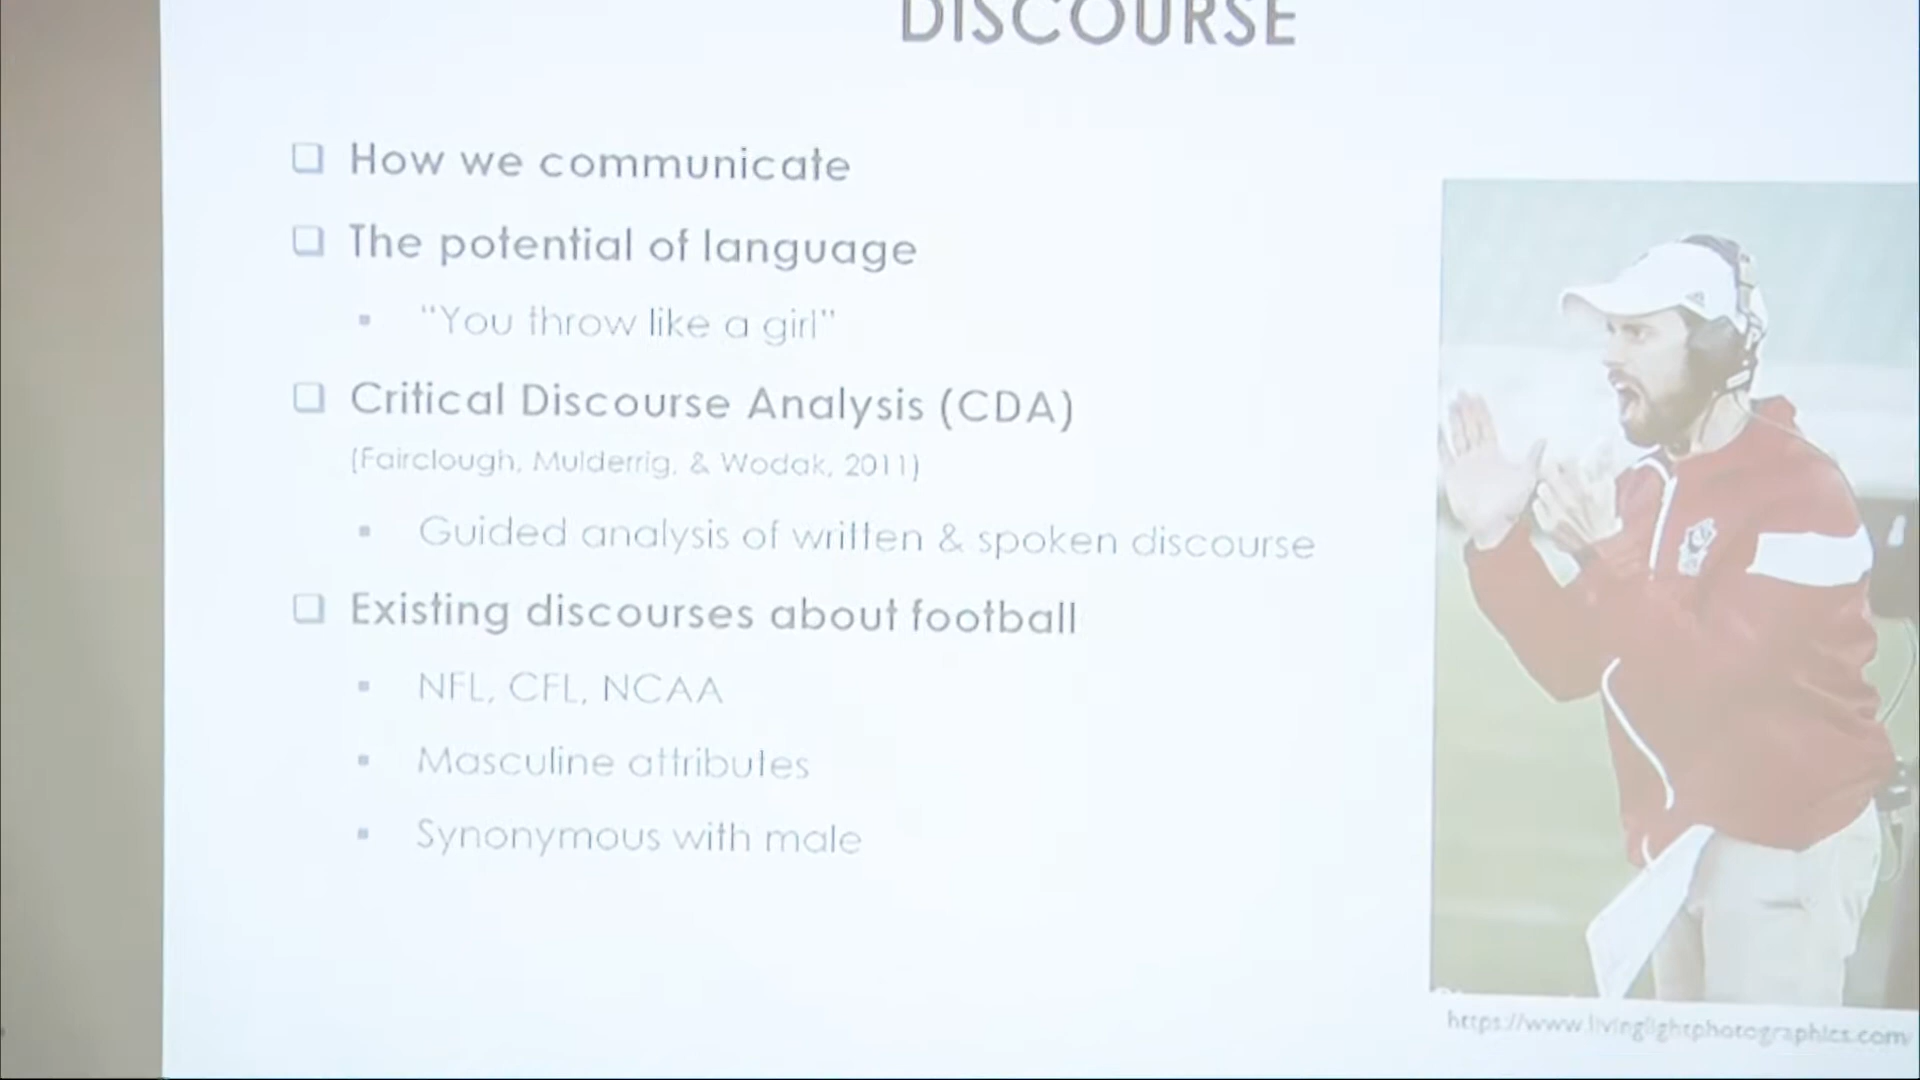 DISCOURSE
How we communicate
The potential of language
“You throw like a girl”
Critical Discourse Analysis (CDA)
(Fairclough, Mulderrig, & Wodak, 2011)
Guided analysis of written & spoken discourse
Existing discourses about football
NFL, CFL, NCAA
Masculine attributes
Synonymous with male
https://www.livinglightphotographics.com/